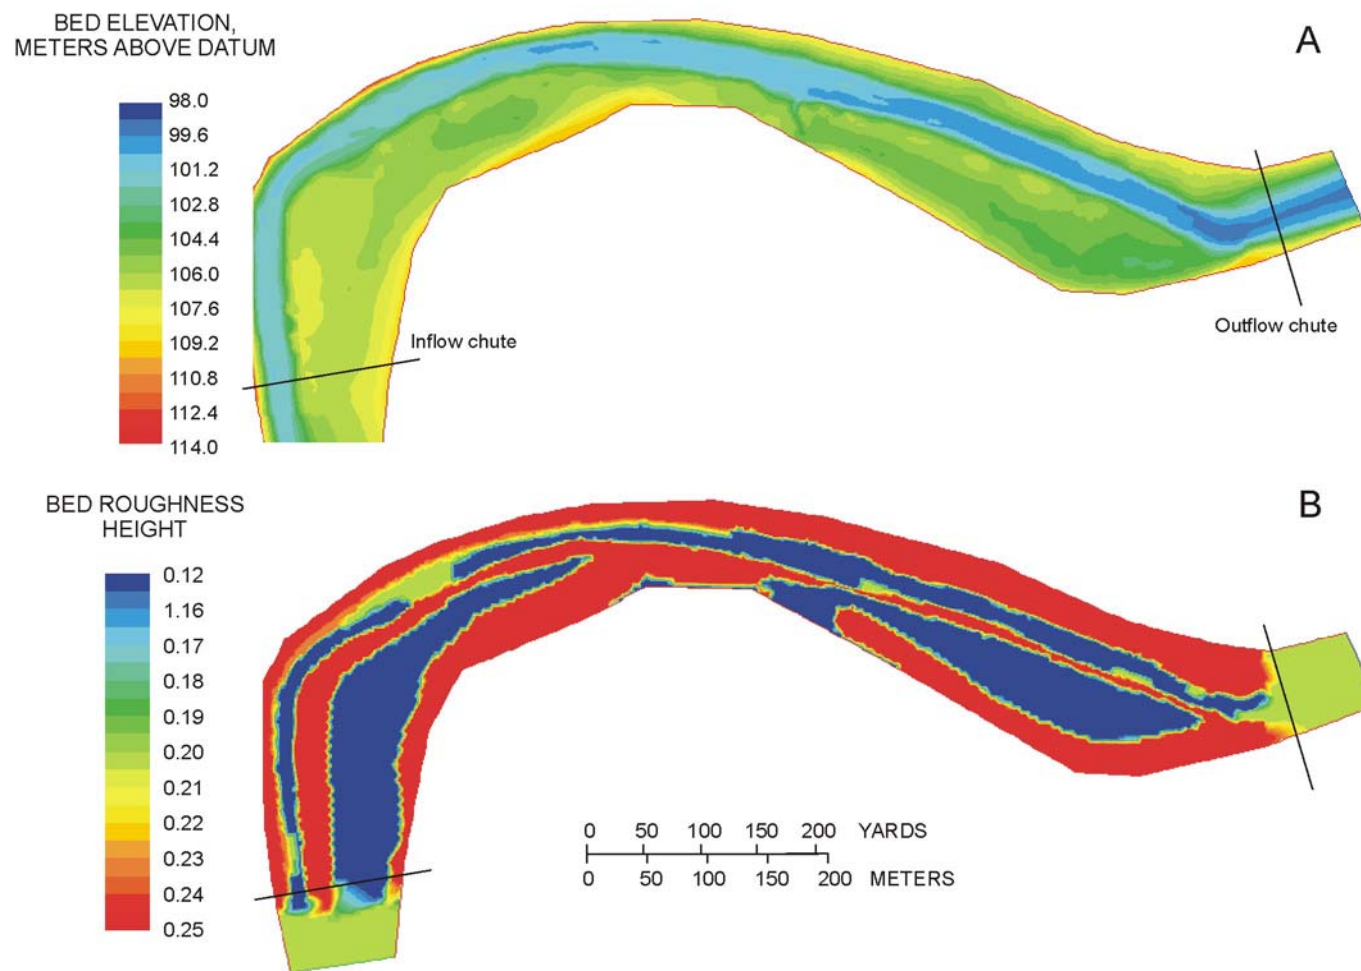 BED ELEVATION,
METERS ABOVE DATUM
A
98.0
99.6
101.2
102.8
104.4
106.0
107.6
109.2
110.8
112.4
114.0
Inflow chute
Outflow chute
BED ROUGHNESS
HEIGHT
B
0.12
1.16
0.17
0.18
0.19
0.20
0.21
0.22
0.23
0.24
0.25
0 50 100 150 200 YARDS
0 50 100 150 200 METERS